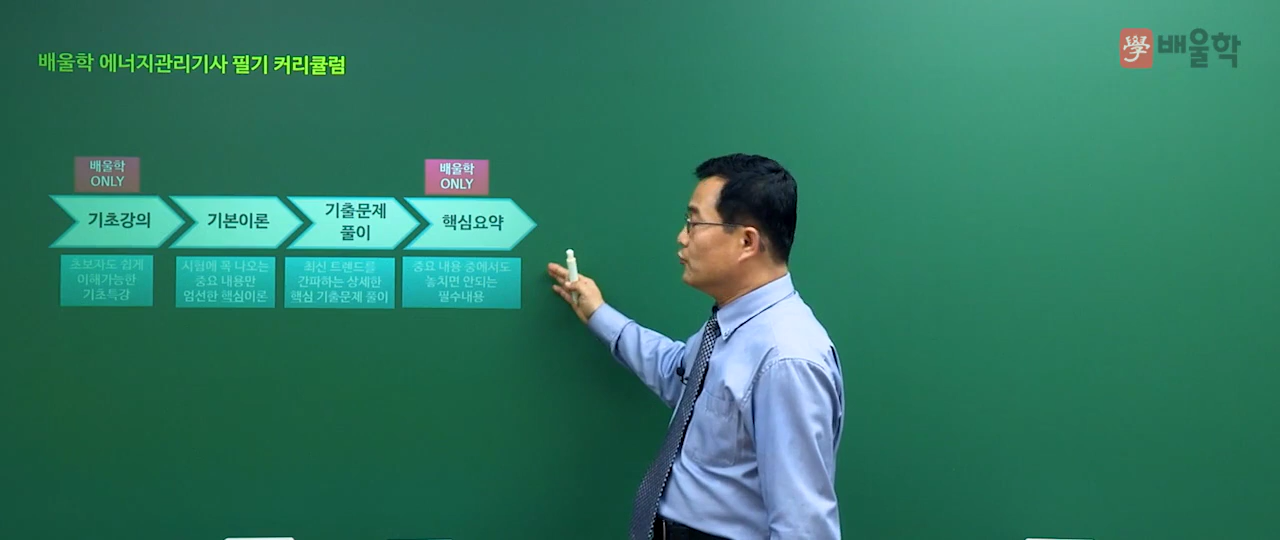 배울학 에너지관리기사 필기 커리큘럼
學 배울학
배울학
ONLY
배울학
ONLY
기초강의
기본이론
기출문제
풀이
핵심요약
초보자도 쉽게
이해가능한
기초특강
시험에 꼭 나오는
중요 내용만
엄선한 핵심이론
최신 트렌드를
간파하는 상세한
핵심 기출문제 풀이
중요 내용 중에서도
놓치면 안되는
필수내용